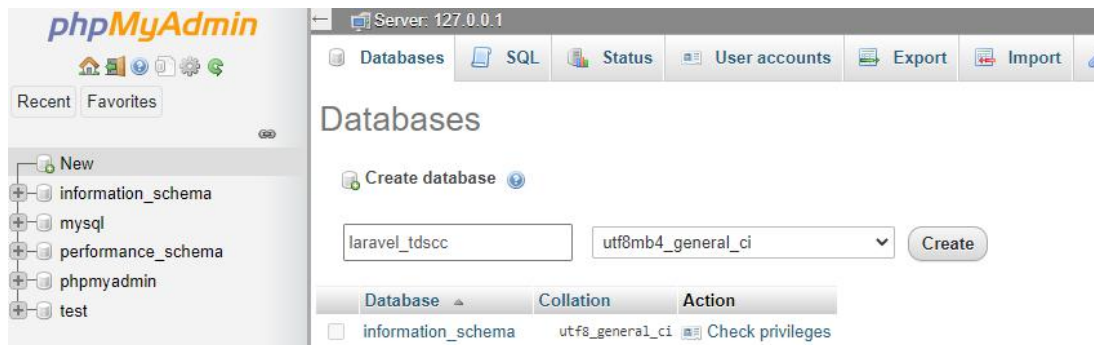 phpMyAdmin
Recent Favorites
New
information_schema
mysql
performance_schema
phpmyadmin
test
Server: 127.0.0.1
Databases SQL Status User accounts Export Import
Databases
Create database
laravel_tdscc utf8mb4_general_ci Create
Database Collation Action
information_schema utf8_general_ci Check privileges